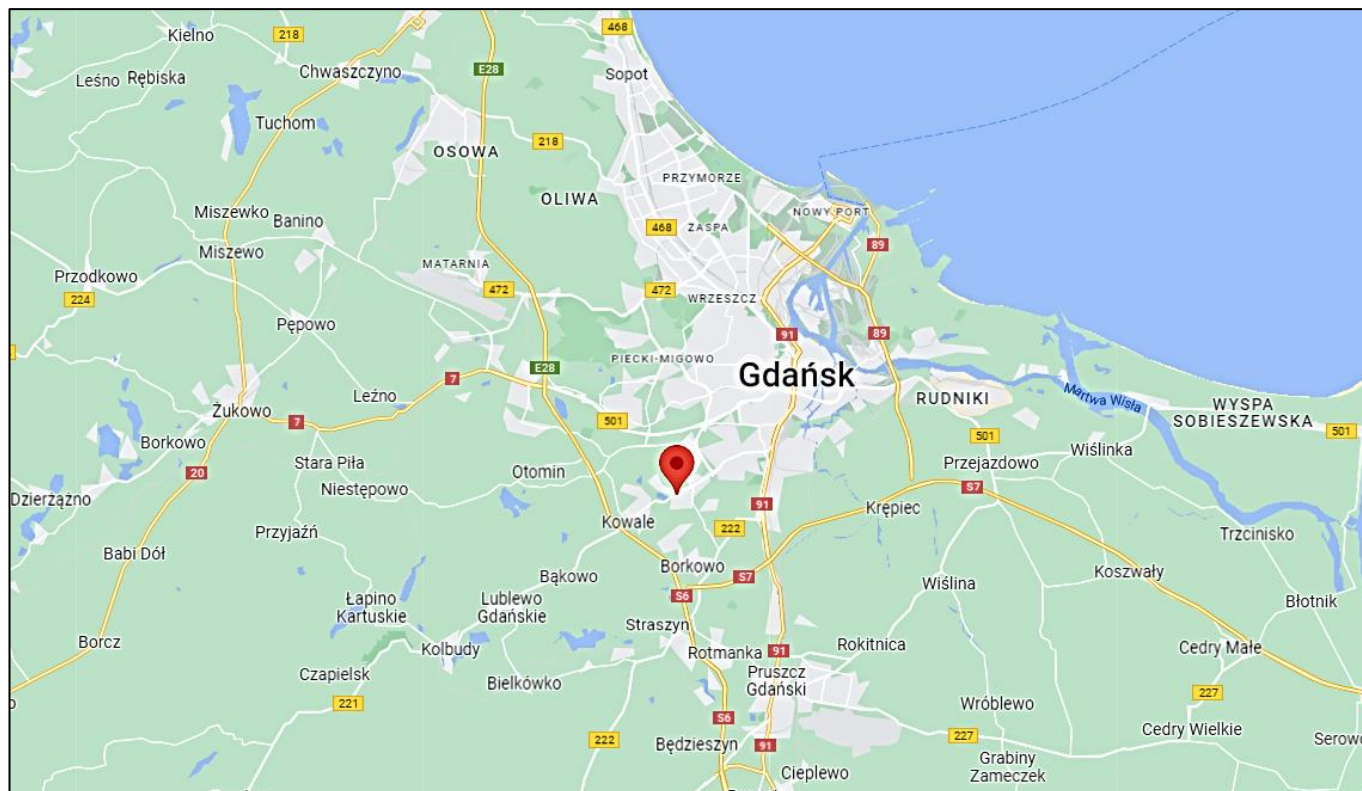 Kielno
218
468
Chwaszczyno
E28
Sopot
Leśno
Rębiska
Tuchom
OSOWA
218
PRZYMORZE
OLIWA
NOWY PORT
Miszewko
Banino
468
ZASPA
89
Miszewo
MATARNIA
Przodkowo
472
472
224
WRZESZCZ
Pępowo
91
89
PIECKI-MIGOWO
E28
Gdańsk
7
Leźno
RUDNIKI
Martwa Wisła
WYSPA
SOBIESZEWSKA
Żukowo
7
501
501
501
Borkowo
Wiślinka
Stara Piła
Przejazdowo
20
Otomin
Dzierżążno
Niestępowo
S7
91
Krępiec
Kowale
222
Przyjaźń
Trzcinisko
Babi Dół
Borkowo
Bąkowo
S7
Koszwały
Wiślina
S6
Łapino
Kartuskie
Lublewo
Gdańskie
Błotnik
Straszyn
Borcz
Kolbudy
Rotmanka
91
Rokitnica
Cedry Małe
Czapielsk
Bielkówko
Pruszcz
Gdański
221
Wróblewo
227
S6
222
Będzieszyn
91
227
Cedry Wielkie
Serowo
Grabiny
Zameczek
Cieplewo